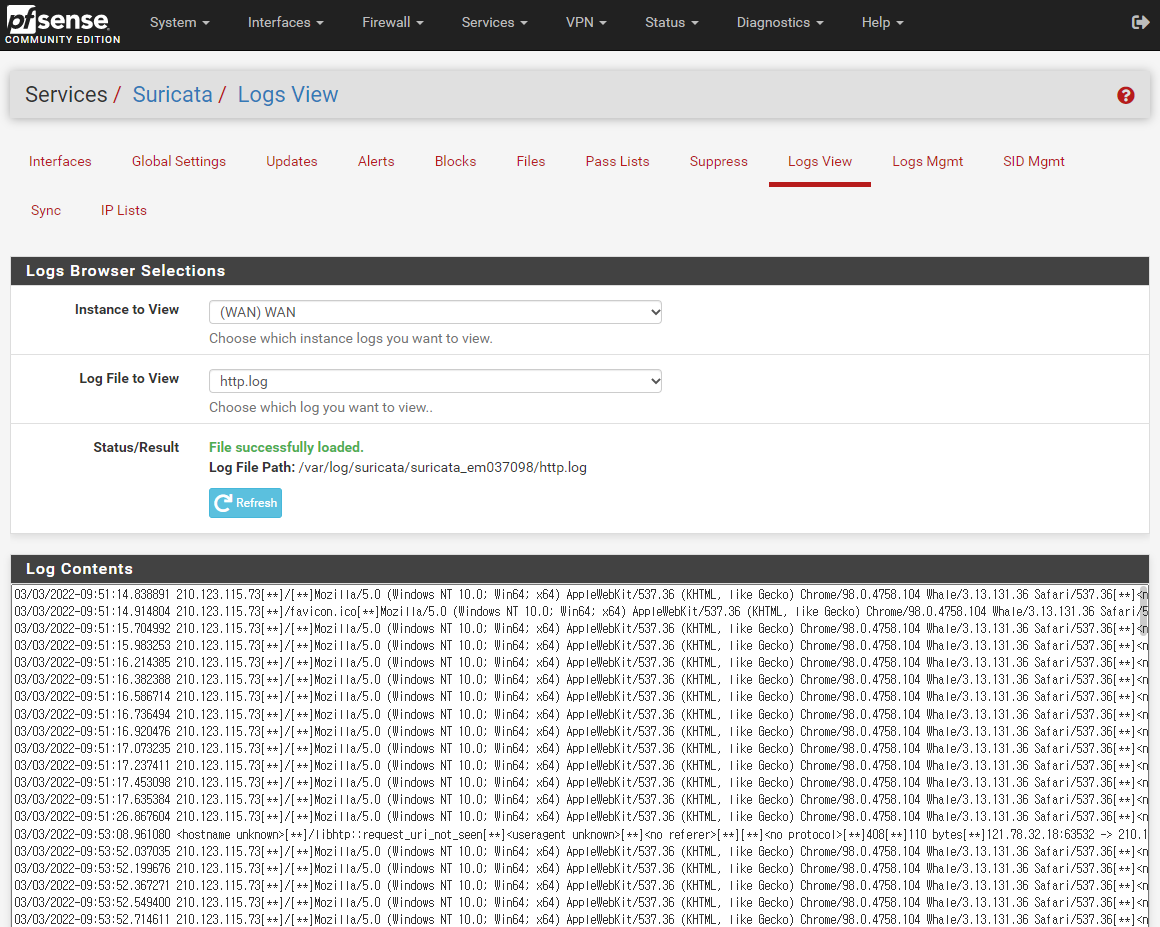 pfsense
COMMUNITY EDITION
System Interfaces Firewall Services VPN Status Diagnostics Help
Services / Suricata / Logs View
Interfaces Global Settings Updates Alerts Blocks Files Pass Lists Suppress Logs View Logs Mgmt SID Mgmt
Sync IP Lists
Logs Browser Selections
Instance to View (WAN) WAN
Choose which instance logs you want to view.
Log File to View http.log
Choose which log you want to view..
Status/Result File successfully loaded.
Log File Path: /var/log/suricata/suricata_em037098/http.log
Refresh
Log Contents
03/03/2022-09:51:14.838891 210.123.115.73[**]/[**]Mozilla/5.0 (Windows NT 10.0; Win64; x64) AppleWebKit/537.36 (KHTML, like Gecko) Chrome/98.0.4758.104 Whale/3.13.131.36 Safari/537.36[**]<n
03/03/2022-09:51:14.914804 210.123.115.73[**]/favicon.ico[**]Mozilla/5.0 (Windows NT 10.0; Win64; x64) AppleWebKit/537.36 (KHTML, like Gecko) Chrome/98.0.4758.104 Whale/3.13.131.36 Safari/5
03/03/2022-09:51:15.704992 210.123.115.73[**]/[**]Mozilla/5.0 (Windows NT 10.0; Win64; x64) AppleWebKit/537.36 (KHTML, like Gecko) Chrome/98.0.4758.104 Whale/3.13.131.36 Safari/537.36[**]<n
03/03/2022-09:51:15.983253 210.123.115.73[**]/[**]Mozilla/5.0 (Windows NT 10.0; Win64; x64) AppleWebKit/537.36 (KHTML, like Gecko) Chrome/98.0.4758.104 Whale/3.13.131.36 Safari/537.36[**]<n
03/03/2022-09:51:16.214385 210.123.115.73[**]/[**]Mozilla/5.0 (Windows NT 10.0; Win64; x64) AppleWebKit/537.36 (KHTML, like Gecko) Chrome/98.0.4758.104 Whale/3.13.131.36 Safari/537.36[**]<n
03/03/2022-09:51:16.382388 210.123.115.73[**]/[**]Mozilla/5.0 (Windows NT 10.0; Win64; x64) AppleWebKit/537.36 (KHTML, like Gecko) Chrome/98.0.4758.104 Whale/3.13.131.36 Safari/537.36[**]<n
03/03/2022-09:51:16.586714 210.123.115.73[**]/[**]Mozilla/5.0 (Windows NT 10.0; Win64; x64) AppleWebKit/537.36 (KHTML, like Gecko) Chrome/98.0.4758.104 Whale/3.13.131.36 Safari/537.36[**]<n
03/03/2022-09:51:16.736494 210.123.115.73[**]/[**]Mozilla/5.0 (Windows NT 10.0; Win64; x64) AppleWebKit/537.36 (KHTML, like Gecko) Chrome/98.0.4758.104 Whale/3.13.131.36 Safari/537.36[**]<n
03/03/2022-09:51:16.920476 210.123.115.73[**]/[**]Mozilla/5.0 (Windows NT 10.0; Win64; x64) AppleWebKit/537.36 (KHTML, like Gecko) Chrome/98.0.4758.104 Whale/3.13.131.36 Safari/537.36[**]<n
03/03/2022-09:51:17.073235 210.123.115.73[**]/[**]Mozilla/5.0 (Windows NT 10.0; Win64; x64) AppleWebKit/537.36 (KHTML, like Gecko) Chrome/98.0.4758.104 Whale/3.13.131.36 Safari/537.36[**]<n
03/03/2022-09:51:17.237411 210.123.115.73[**]/[**]Mozilla/5.0 (Windows NT 10.0; Win64; x64) AppleWebKit/537.36 (KHTML, like Gecko) Chrome/98.0.4758.104 Whale/3.13.131.36 Safari/537.36[**]<n
03/03/2022-09:51:17.453098 210.123.115.73[**]/[**]Mozilla/5.0 (Windows NT 10.0; Win64; x64) AppleWebKit/537.36 (KHTML, like Gecko) Chrome/98.0.4758.104 Whale/3.13.131.36 Safari/537.36[**]<n
03/03/2022-09:51:17.635384 210.123.115.73[**]/[**]Mozilla/5.0 (Windows NT 10.0; Win64; x64) AppleWebKit/537.36 (KHTML, like Gecko) Chrome/98.0.4758.104 Whale/3.13.131.36 Safari/537.36[**]<n
03/03/2022-09:51:26.867604 210.123.115.73[**]/[**]Mozilla/5.0 (Windows NT 10.0; Win64; x64) AppleWebKit/537.36 (KHTML, like Gecko) Chrome/98.0.4758.104 Whale/3.13.131.36 Safari/537.36[**]<n
03/03/2022-09:53:08.961080 <hostname unknown>[**]/libhtp::request_uri_not_seen[**]<useragent unknown>[**]<no referer>[**][**]<no protocol>[**]408[**]110 bytes[**]121.78.32.18:63532 -> 210.1
03/03/2022-09:53:52.037035 210.123.115.73[**]/[**]Mozilla/5.0 (Windows NT 10.0; Win64; x64) AppleWebKit/537.36 (KHTML, like Gecko) Chrome/98.0.4758.104 Whale/3.13.131.36 Safari/537.36[**]<n
03/03/2022-09:53:52.199676 210.123.115.73[**]/[**]Mozilla/5.0 (Windows NT 10.0; Win64; x64) AppleWebKit/537.36 (KHTML, like Gecko) Chrome/98.0.4758.104 Whale/3.13.131.36 Safari/537.36[**]<n
03/03/2022-09:53:52.367271 210.123.115.73[**]/[**]Mozilla/5.0 (Windows NT 10.0; Win64; x64) AppleWebKit/537.36 (KHTML, like Gecko) Chrome/98.0.4758.104 Whale/3.13.131.36 Safari/537.36[**]<n
03/03/2022-09:53:52.549400 210.123.115.73[**]/[**]Mozilla/5.0 (Windows NT 10.0; Win64; x64) AppleWebKit/537.36 (KHTML, like Gecko) Chrome/98.0.4758.104 Whale/3.13.131.36 Safari/537.36[**]<n
03/03/2022-09:53:52.714611 210.123.115.73[**]/[**]Mozilla/5.0 (Windows NT 10.0; Win64; x64) AppleWebKit/537.36 (KHTML, like Gecko) Chrome/98.0.4758.104 Whale/3.13.131.36 Safari/537.36[**]<n